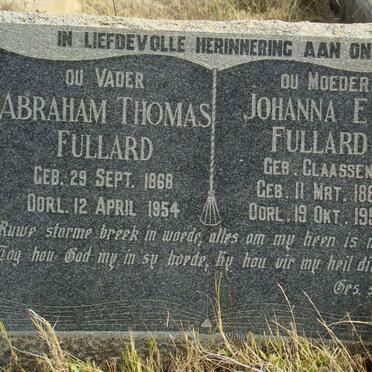 IN LIEFDEVOLLE HERINNERING AAN
OU VADER
ABRAHAM THOMAS
FULLARD
GEB. 29 SEPT. 1868
OORL. 12 APRIL 1954
OU MOEDER
JOHANNA E
FULLARD
GEB. CLAASSEN
GEB. 11 MRT.
OORL. 19 OKT.
Ruwe storme breek in woede, alles om my heen is
Tog hou God my in sy hoede, hy hou vir my heil
Ges.